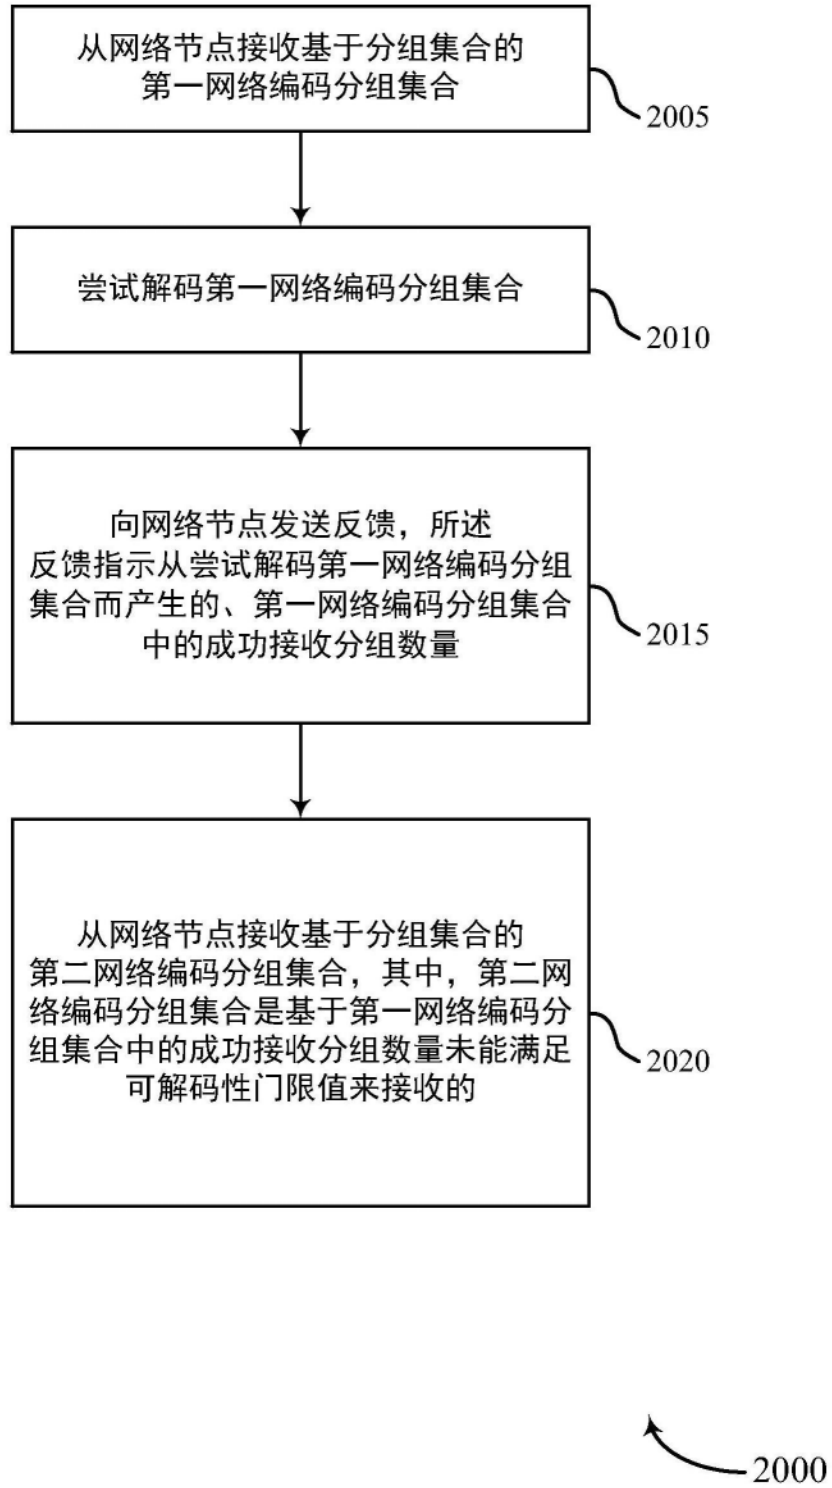 从网络节点接收基于分组集合的
第一网络编码分组集合
2005
尝试解码第一网络编码分组集合
2010
向网络节点发送反馈，所述
反馈指示从尝试解码第一网络编码分组
集合而产生的、第一网络编码分组集合
中的成功接收分组数量
2015
从网络节点接收基于分组集合的
第二网络编码分组集合，其中，第二网
络编码分组集合是基于第一网络编码分
组集合中的成功接收分组数量未能满足
可解码性门限值来接收的
2020
2000